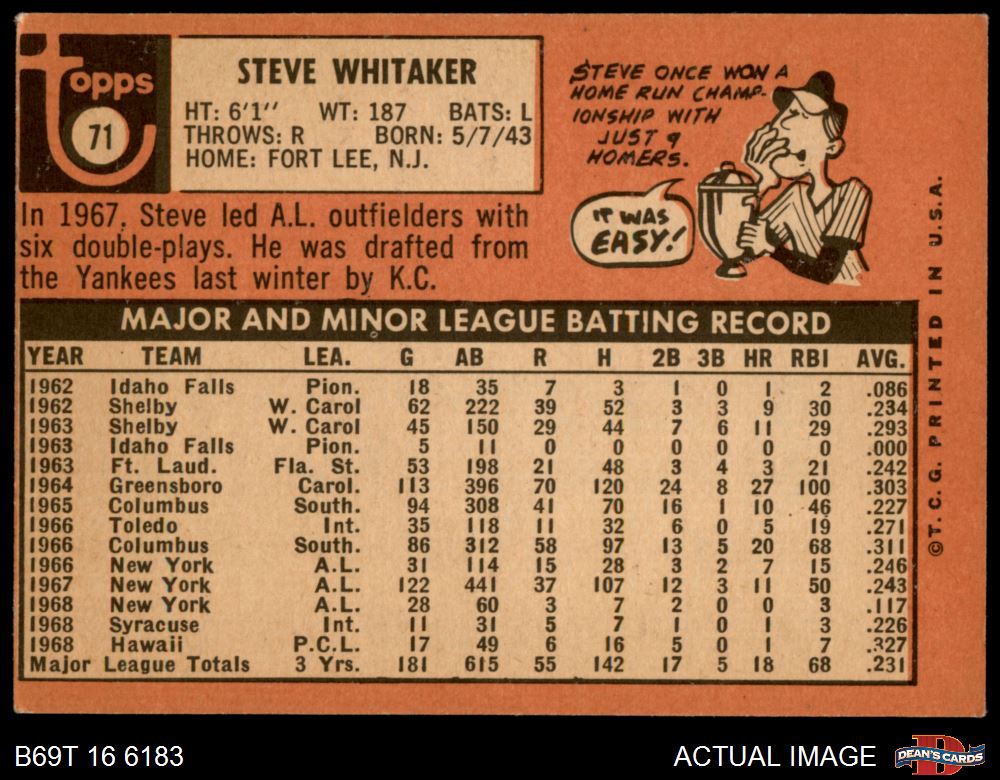 Topps
71
STEVE WHITAKER
HT: 6'1" WT: 187 BATS: L
THROWS: R BORN: 5/7/43
HOME: FORT LEE, N.J.
In 1967, Steve led A.L. outfielders with
six double-plays. He was drafted from
the Yankees last winter by K.C.
STEVE ONCE WON A
HOME RUN CHAMP-
IONSHIP WITH
JUST 9
HOMERS.
IT WAS
EASY!
MAJOR AND MINOR LEAGUE BATTING RECORD
YEAR TEAM LEA. G AB R H 2B 3B HR RBI AVG.
1962 Idaho Falls Pion. 18 35 7 3 1 0 1 2 .086
1962 Shelby W. Carol 62 222 39 52 3 3 9 30 .234
1963 Shelby W. Carol 45 150 29 44 7 6 11 29 .293
1963 Idaho Falls Pion. 5 11 0 0 0 0 0 0 .000
1963 Ft. Laud. Fla. St. 53 198 21 48 3 4 3 21 .242
1964 Greensboro Carol. 113 396 70 120 24 8 27 100 .303
1965 Columbus South. 94 308 41 70 16 1 10 46 .227
1966 Toledo Int. 35 118 11 32 6 0 5 19 .271
1966 Columbus South. 86 312 58 97 13 5 20 68 .311
1966 New York A.L. 31 114 15 28 3 2 7 15 .246
1967 New York A.L. 122 441 37 107 12 3 11 50 .243
1968 New York A.L. 28 60 3 7 2 0 0 3 .117
1968 Syracuse Int. 11 31 5 7 1 0 1 3 .226
1968 Hawaii P.C.L. 17 49 6 16 5 0 1 7 .327
Major League Totals 3 Yrs. 181 615 55 142 17 5 18 68 .231
©T.C.G. PRINTED IN U.S.A.
B69T 16 6183
ACTUAL IMAGE
DEAN'S CARDS